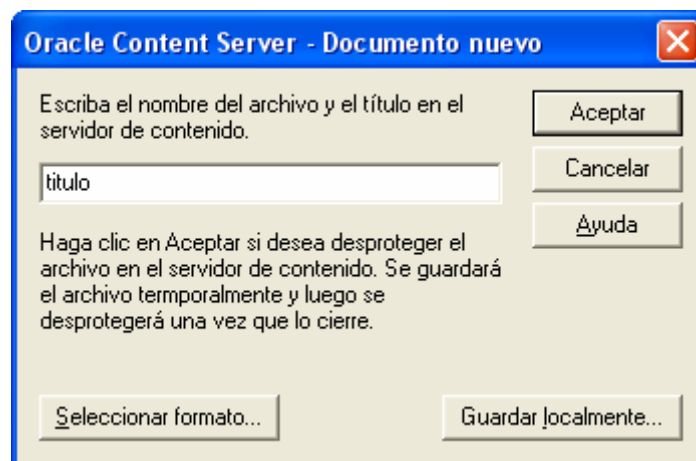 Oracle Content Server - Documento nuevo
Escriba el nombre del archivo y el título en el
servidor de contenido.
Aceptar
titulo
Cancelar
Ayuda
Haga clic en Aceptar si desea desproteger el
archivo en el servidor de contenido. Se guardará
el archivo termporalmente y luego se
desprotegerá una vez que lo cierre.
Seleccionar formato...
Guardar localmente...